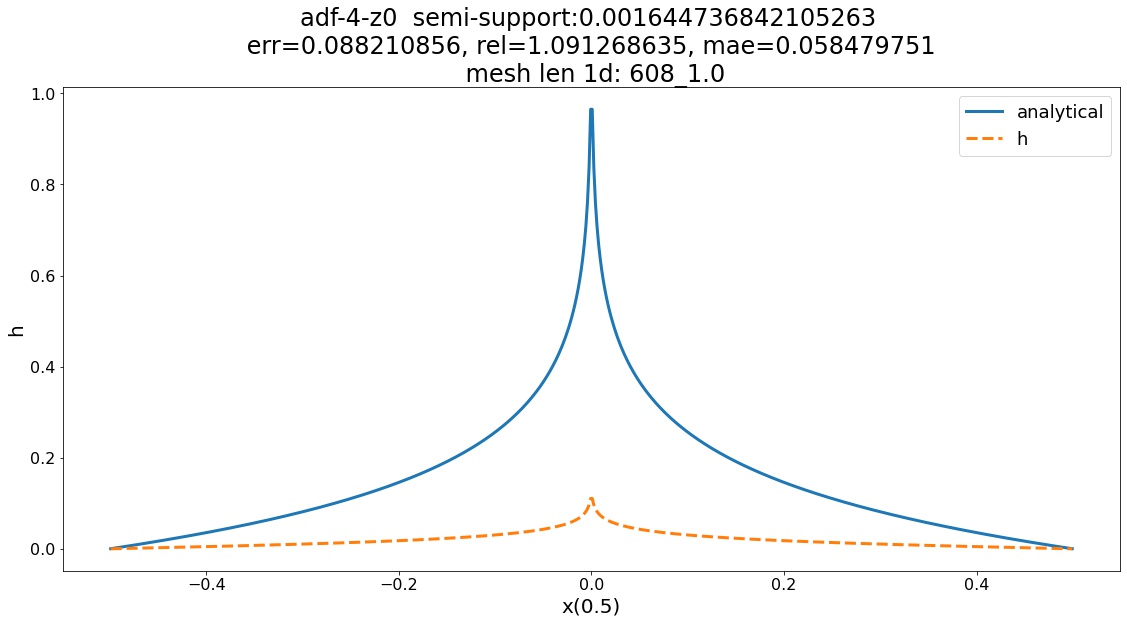 adf-4-z0  semi-support:0.001644736842105263
err=0.088210856, rel=1.091268635, mae=0.058479751
mesh len 1d: 608_1.0
analytical
h
1.0
0.8
0.6
0.4
0.2
0.0
h
−0.4
−0.2
0.0
0.2
0.4
x(0.5)